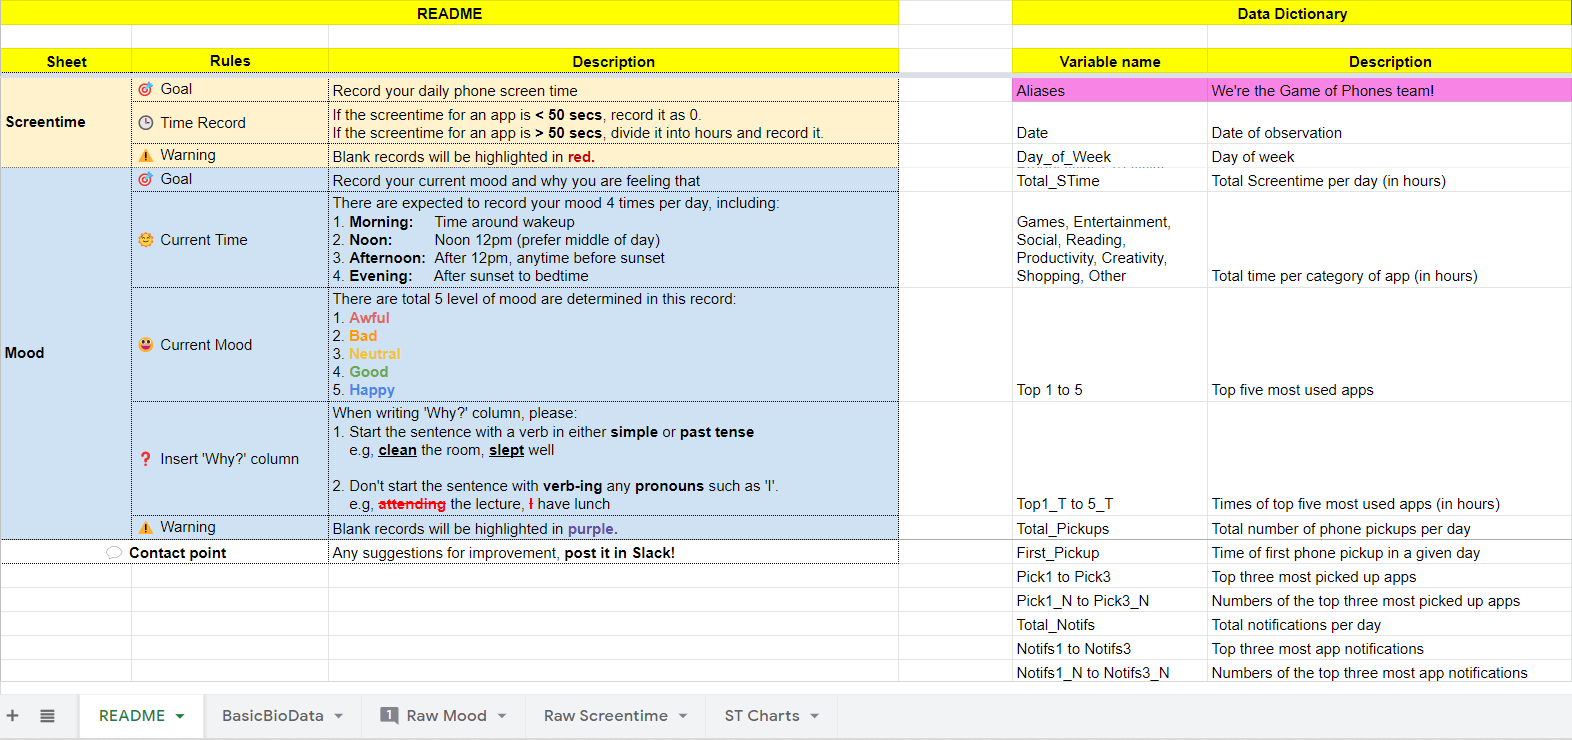 README
Data Dictionary
Sheet Rules Description
Variable name Description
Screentime
Goal
Record your daily phone screen time
Time Record
If the screentime for an app is < 50 secs, record it as 0.
If the screentime for an app is > 50 secs, divide it into hours and record it.
Warning
Blank records will be highlighted in red.
Mood
Goal
Record your current mood and why you are feeling that
Current Time
There are expected to record your mood 4 times per day, including:
1. Morning: Time around wakeup
2. Noon: Noon 12pm (prefer middle of day)
3. Afternoon: After 12pm, anytime before sunset
4. Evening: After sunset to bedtime
Current Mood
There are total 5 level of mood are determined in this record:
1. Awful
2. Bad
3. Neutral
4. Good
5. Happy
Insert 'Why?' column
When writing 'Why?' column, please:
1. Start the sentence with a verb in either simple or past tense
e.g, clean the room, slept well
2. Don't start the sentence with verb-ing any pronouns such as 'I'.
e.g, attending the lecture, I have lunch
Warning
Blank records will be highlighted in purple.
Contact point
Any suggestions for improvement, post it in Slack!
Aliases We're the Game of Phones team!
Date Date of observation
Day_of_Week Day of week
Total_STime Total Screentime per day (in hours)
Games, Entertainment,
Social, Reading,
Productivity, Creativity,
Shopping, Other Total time per category of app (in hours)
Top 1 to 5 Top five most used apps
Top1_T to 5_T Times of top five most used apps (in hours)
Total_Pickups Total number of phone pickups per day
First_Pickup Time of first phone pickup in a given day
Pick1 to Pick3 Top three most picked up apps
Pick1_N to Pick3_N Numbers of the top three most picked up apps
Total_Notifs Total notifications per day
Notifs1 to Notifs3 Top three most app notifications
Notifs1_N to Notifs3_N Numbers of the top three most app notifications
README BasicBioData 1 Raw Mood Raw Screentime ST Charts